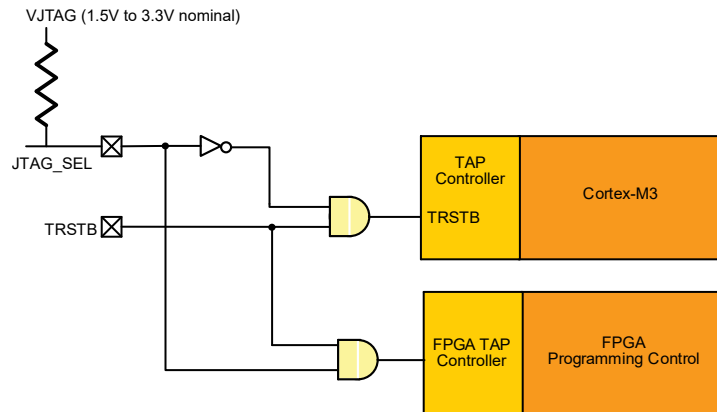 VJTAG (1.5V to 3.3V nominal)
JTAG_SEL
TRSTB
TAP
Controller
TRSTB
Cortex-M3
FPGA TAP
Controller
FPGA
Programming Control